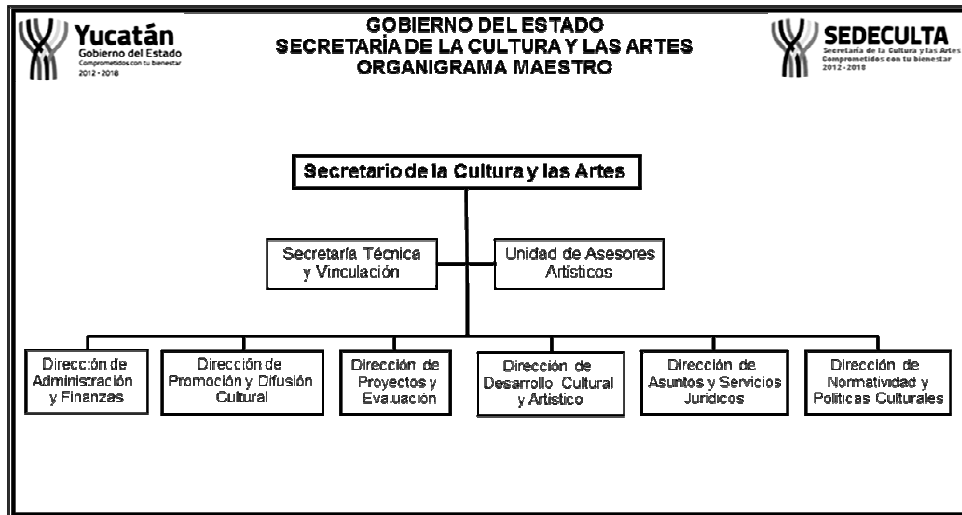 Yucatán
Gobierno del Estado
Comprometidos con tu bienestar
2012 - 2018
GOBIERNO DEL ESTADO
SECRETARÍA DE LA CULTURA Y LAS ARTES
ORGANIGRAMA MAESTRO
SEDECULTA
Secretaría de la Cultura y las Artes
Comprometidos con tu bienestar
2012 - 2018
Secretario de la Cultura y las Artes
Secretaría Técnica
y Vinculación
Unidad de Asesores
Artísticos
Dirección de
Administración
y Finanzas
Dirección de
Promoción y Difusión
Cultural
Dirección de
Proyectos y
Evaluación
Dirección de
Desarrollo Cultural
y Artístico
Dirección de
Asuntos y Servicios
Jurídicos
Dirección de
Normatividad y
Políticas Culturales